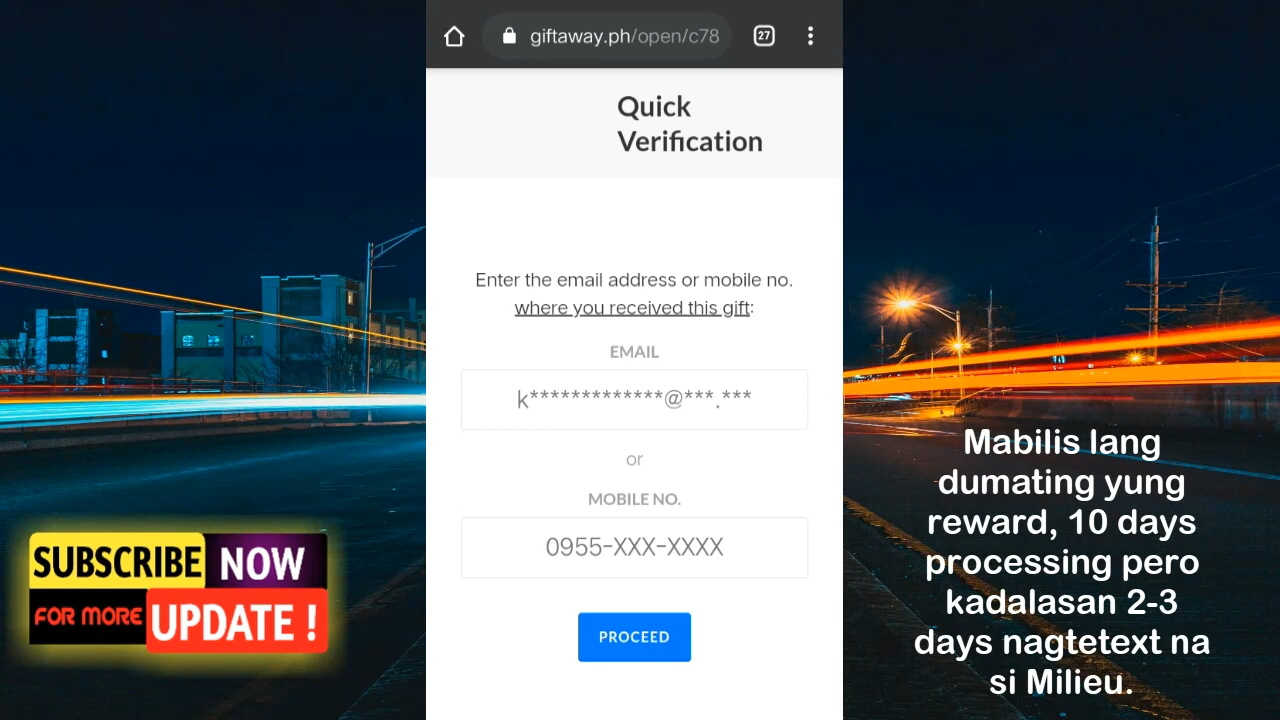 giftaway.ph/open/c78
27
Quick
Verification
Enter the email address or mobile no.
where you received this gift:
EMAIL
k*************@***.***
or
MOBILE NO.
0955-XXX-XXXX
PROCEED
SUBSCRIBE NOW
FOR MORE UPDATE !
Mabilis lang
dumating yung
reward, 10 days
processing pero
kadalasan 2-3
days nagtetext na
si Milieu.